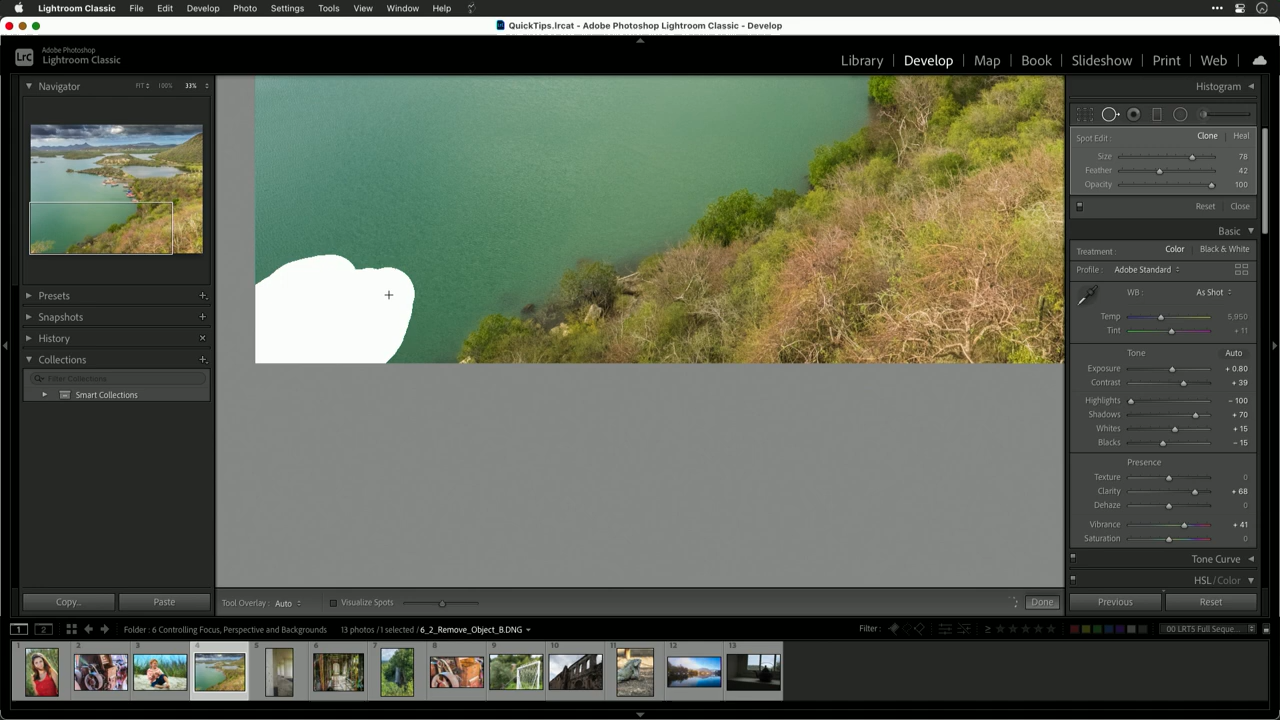 Lightroom Classic File Edit Develop Photo Settings Tools View Window Help
QuickTips.lrcat - Adobe Photoshop Lightroom Classic - Develop
Lrc Adobe Photoshop Lightroom Classic
Library Develop Map Book Slideshow Print Web
Navigator FIT 100% 33%
Histogram
Spot Edit : Clone Heal
Size 78
Feather 42
Opacity 100
Reset Close
Basic
Treatment : Color Black & White
Profile : Adobe Standard
WB : As Shot
Temp 5,950
Tint + 11
Tone Auto
Exposure + 0.80
Contrast + 39
Highlights – 100
Shadows + 70
Whites + 15
Blacks – 15
Presence
Texture 0
Clarity + 68
Dehaze 0
Vibrance + 41
Saturation 0
Tone Curve
HSL / Color
Presets
Snapshots
History
Collections
Filter Collections
Smart Collections
Copy... Paste
Tool Overlay : Auto Visualize Spots Done
Previous Reset
1 2 Folder : 6 Controlling Focus, Perspective and Backgrounds 13 photos / 1 selected / 6_2_Remove_Object_B.DNG Filter : 00 LRT5 Full Seque...
1 2 3 4 5 6 7 8 9 10 11 12 13